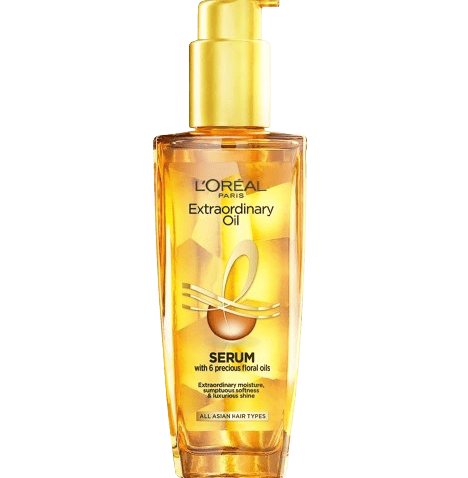 L'ORÉAL
PARIS
Extraordinary
Oil
SERUM
with 6 precious floral oils
Extraordinary moisture,
sumptuous softness
& luxurious shine
ALL ASIAN HAIR TYPES